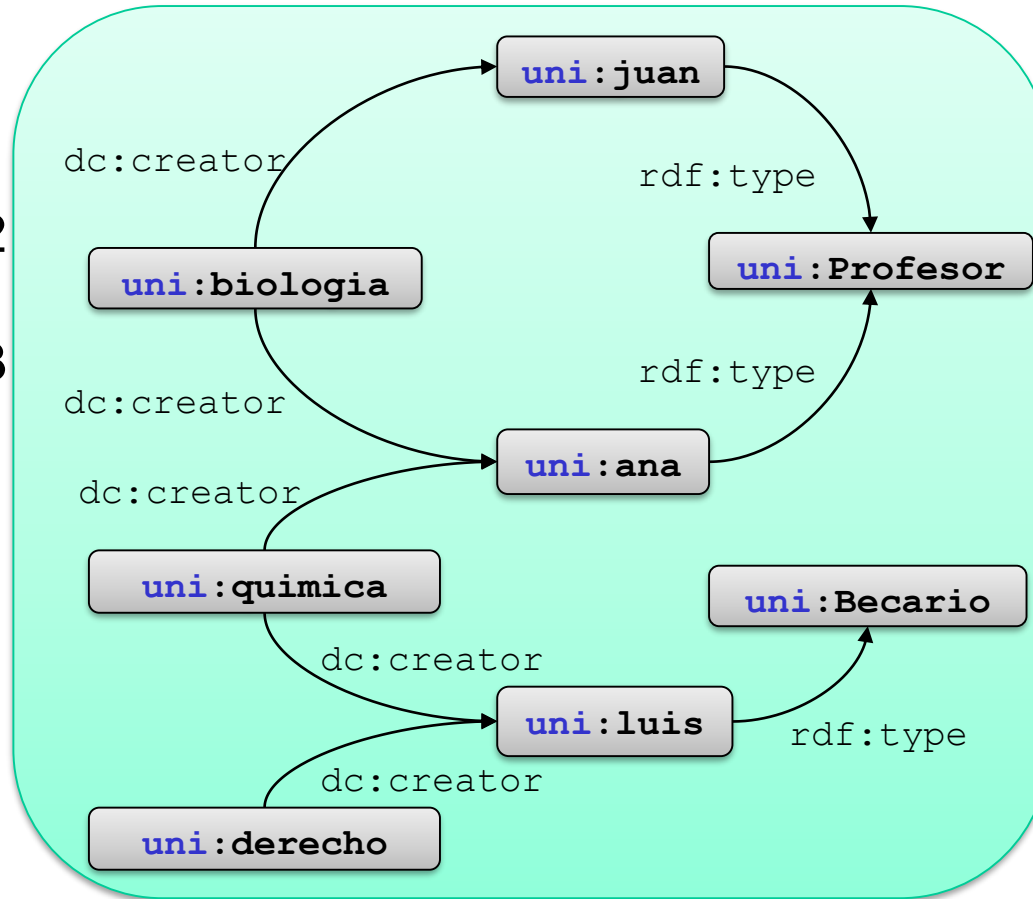 uni:juan
dc:creator
rdf:type
uni:biologia
uni:Profesor
rdf:type
dc:creator
uni:ana
dc:creator
uni:quimica
uni:Becario
dc:creator
uni:luis
rdf:type
dc:creator
uni:derecho